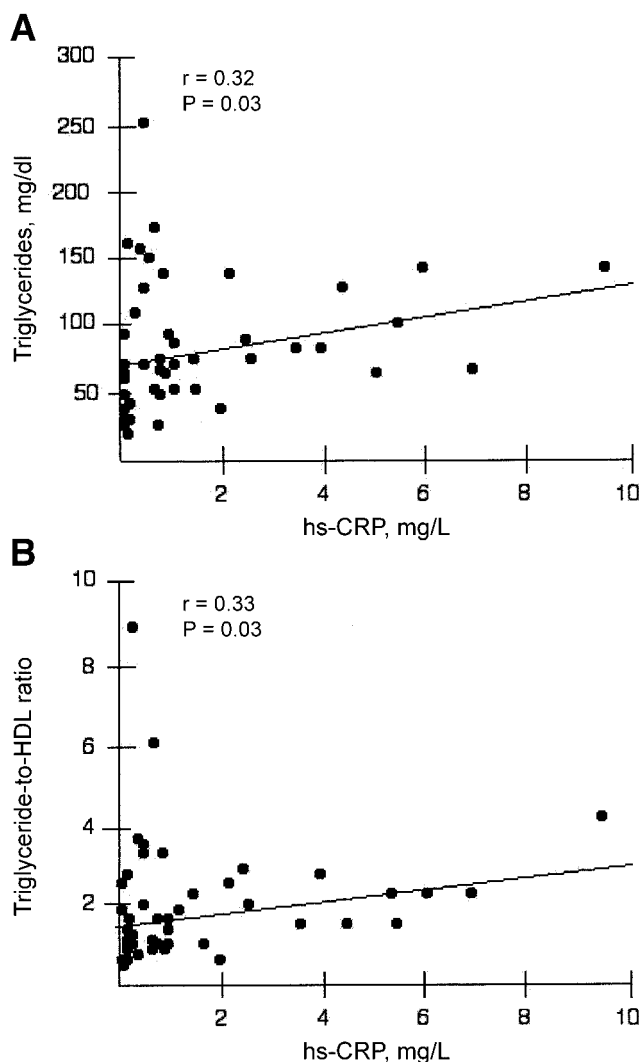 A
300
r = 0.32
P = 0.03
250
200
150
100
50
Triglycerides, mg/dl
2 4 6 8 10
hs-CRP, mg/L
B
10
r = 0.33
P = 0.03
8
6
4
2
Triglyceride-to-HDL ratio
2 4 6 8 10
hs-CRP, mg/L